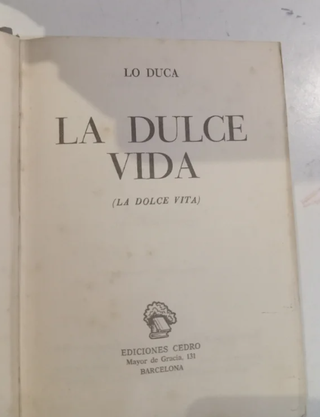 LO DUCA
LA DULCE
VIDA
(LA DOLCE VITA)
EDICIONES CEDRO
Mayor de Gracia, 131
BARCELONA